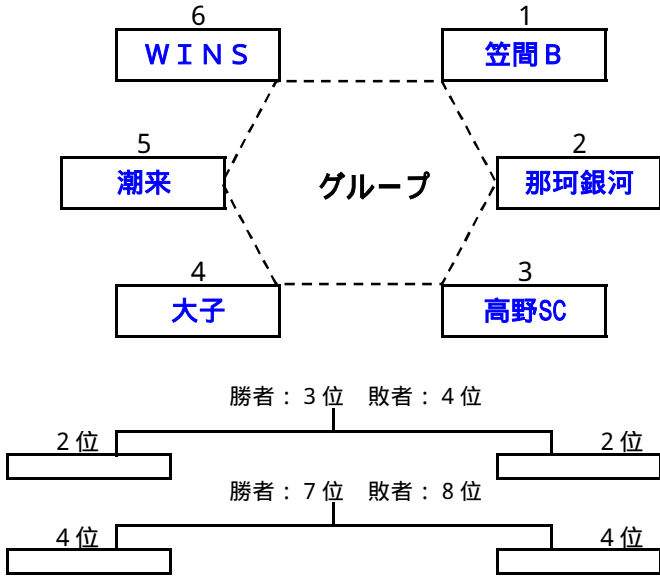 6
1
ＷＩＮＳ
笠間Ｂ
5
2
潮来
那珂銀河
グループ
4
3
大子
高野SC
勝者：３位　敗者：４位
2位
2位
勝者：７位　敗者：８位
4位
4位